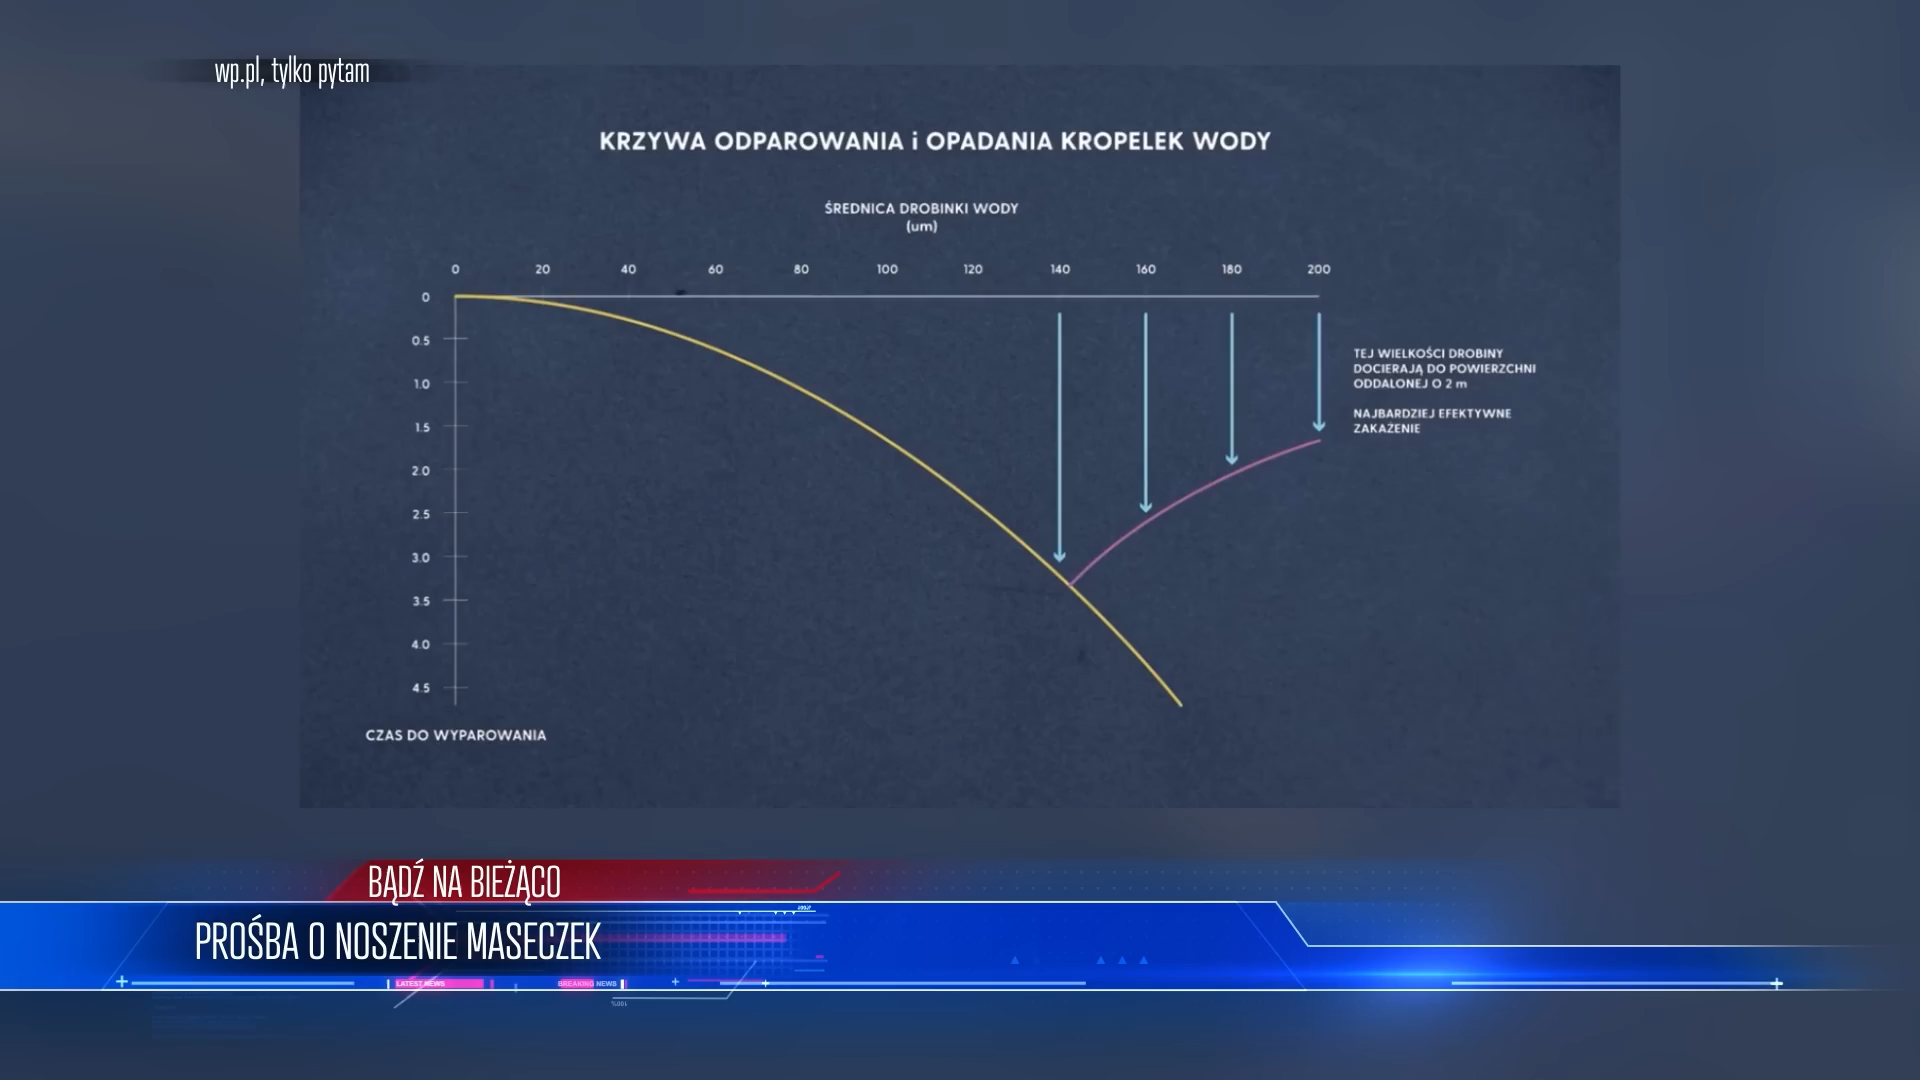 wp.pl, tylko pytam
KRZYWA ODPAROWANIA i OPADANIA KROPELEK WODY
ŚREDNICA DROBINKI WODY
(um)
0 20 40 60 80 100 120 140 160 180 200
0
0.5
1.0
1.5
2.0
2.5
3.0
3.5
4.0
4.5
CZAS DO WYPAROWANIA
TEJ WIELKOŚCI DROBINY
DOCIERAJĄ DO POWIERZCHNI
ODDALONEJ O 2 m
NAJBARDZIEJ EFEKTYWNE
ZAKAŻENIE
BĄDŹ NA BIEŻĄCO
PROŚBA O NOSZENIE MASECZEK
LATEST NEWS
BREAKING NEWS